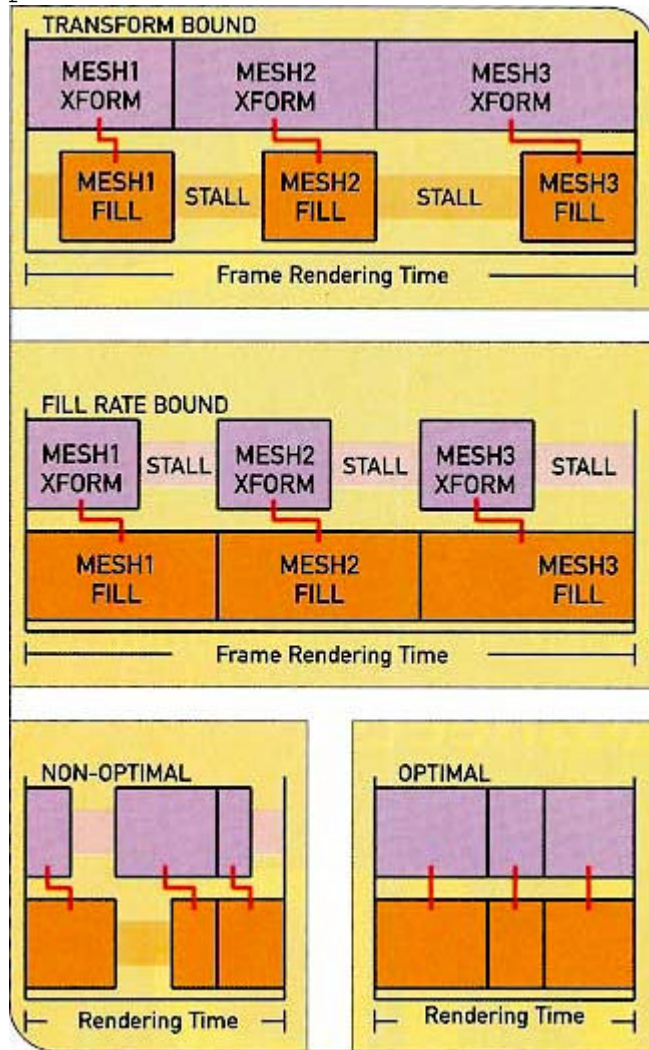 TRANSFORM BOUND
MESH1 XFORM
MESH2 XFORM
MESH3 XFORM
MESH1 FILL
STALL
MESH2 FILL
STALL
MESH3 FILL
Frame Rendering Time
FILL RATE BOUND
MESH1 XFORM
STALL
MESH2 XFORM
STALL
MESH3 XFORM
STALL
MESH1 FILL
MESH2 FILL
MESH3 FILL
Frame Rendering Time
NON-OPTIMAL
Rendering Time
OPTIMAL
Rendering Time